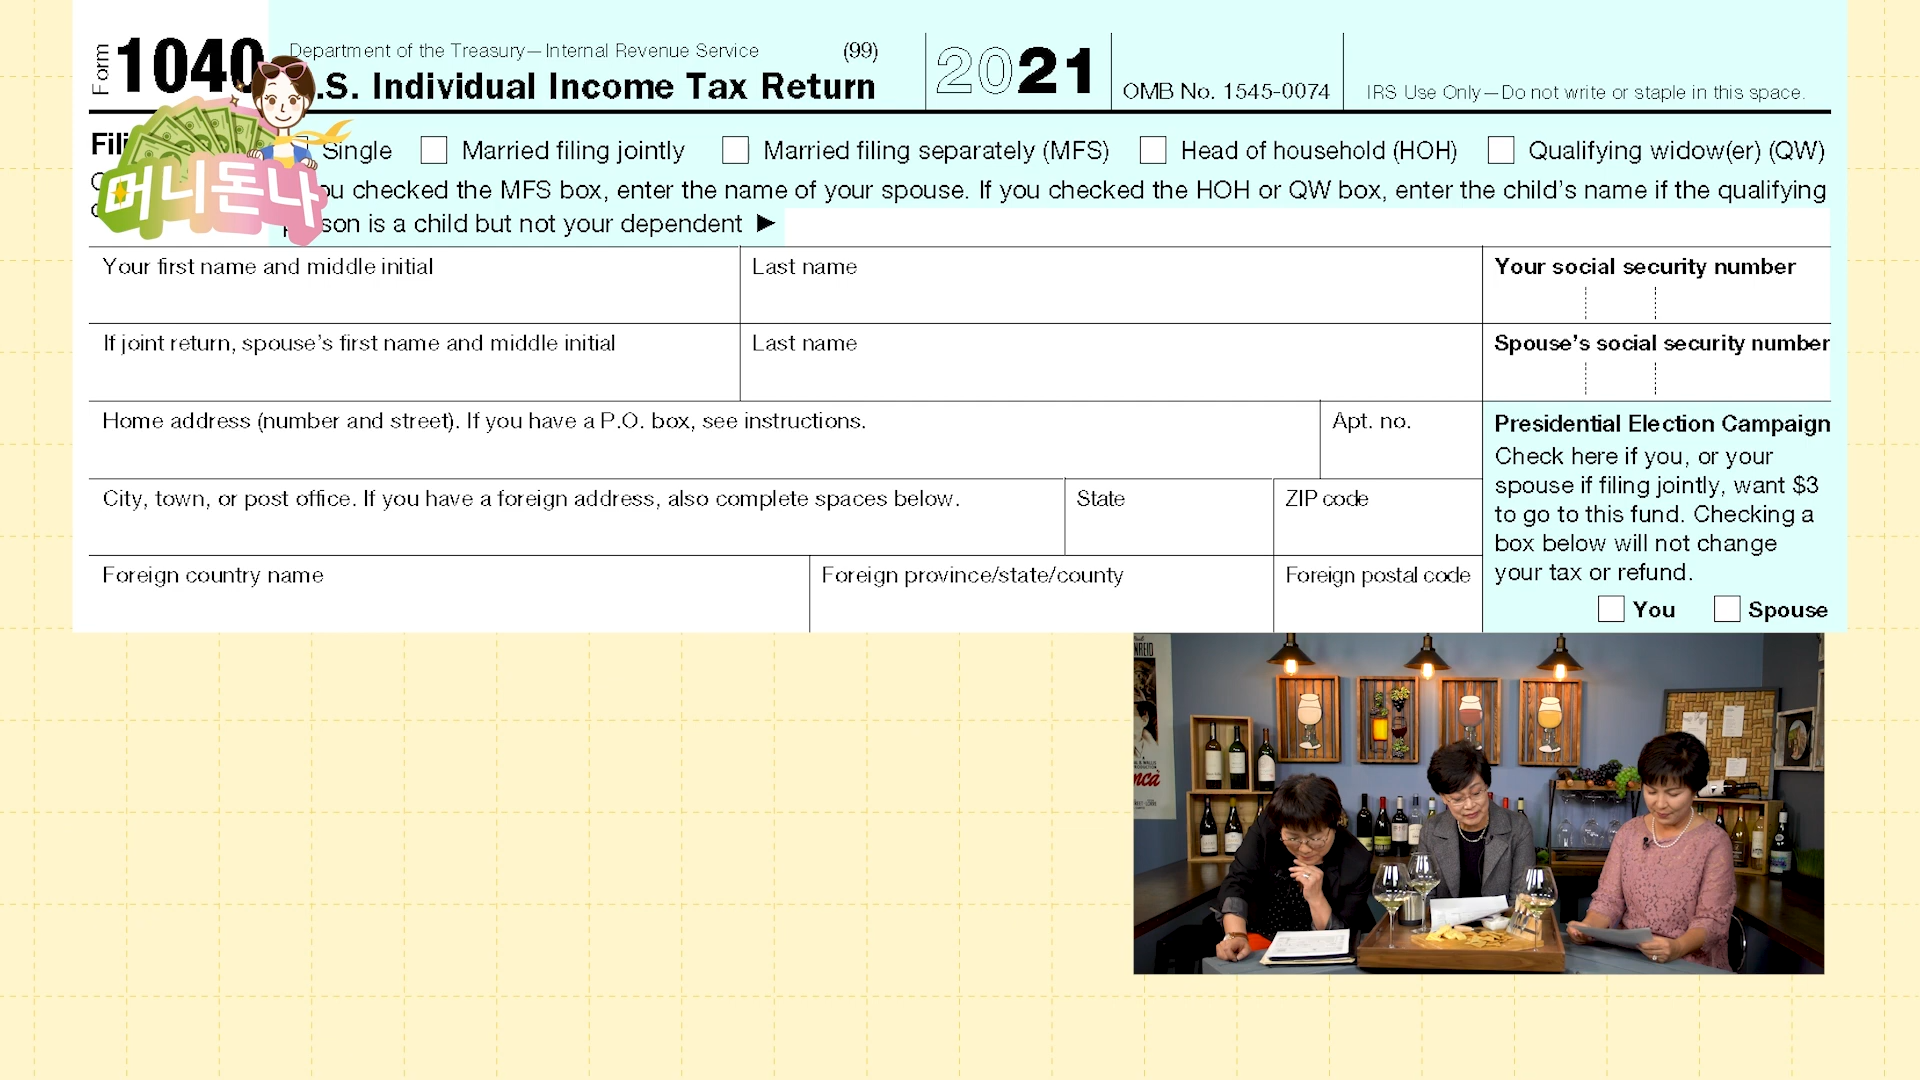 Form 1040
Department of the Treasury—Internal Revenue Service (99)
.S. Individual Income Tax Return
2021
OMB No. 1545-0074
IRS Use Only—Do not write or staple in this space.
머니돈나
Fili
Single Married filing jointly Married filing separately (MFS) Head of household (HOH) Qualifying widow(er) (QW)
u checked the MFS box, enter the name of your spouse. If you checked the HOH or QW box, enter the child's name if the qualifying
son is a child but not your dependent ►
Your first name and middle initial
Last name
Your social security number
If joint return, spouse's first name and middle initial
Last name
Spouse's social security number
Home address (number and street). If you have a P.O. box, see instructions.
Apt. no.
City, town, or post office. If you have a foreign address, also complete spaces below.
State
ZIP code
Foreign country name
Foreign province/state/county
Foreign postal code
Presidential Election Campaign
Check here if you, or your
spouse if filing jointly, want $3
to go to this fund. Checking a
box below will not change
your tax or refund.
You Spouse